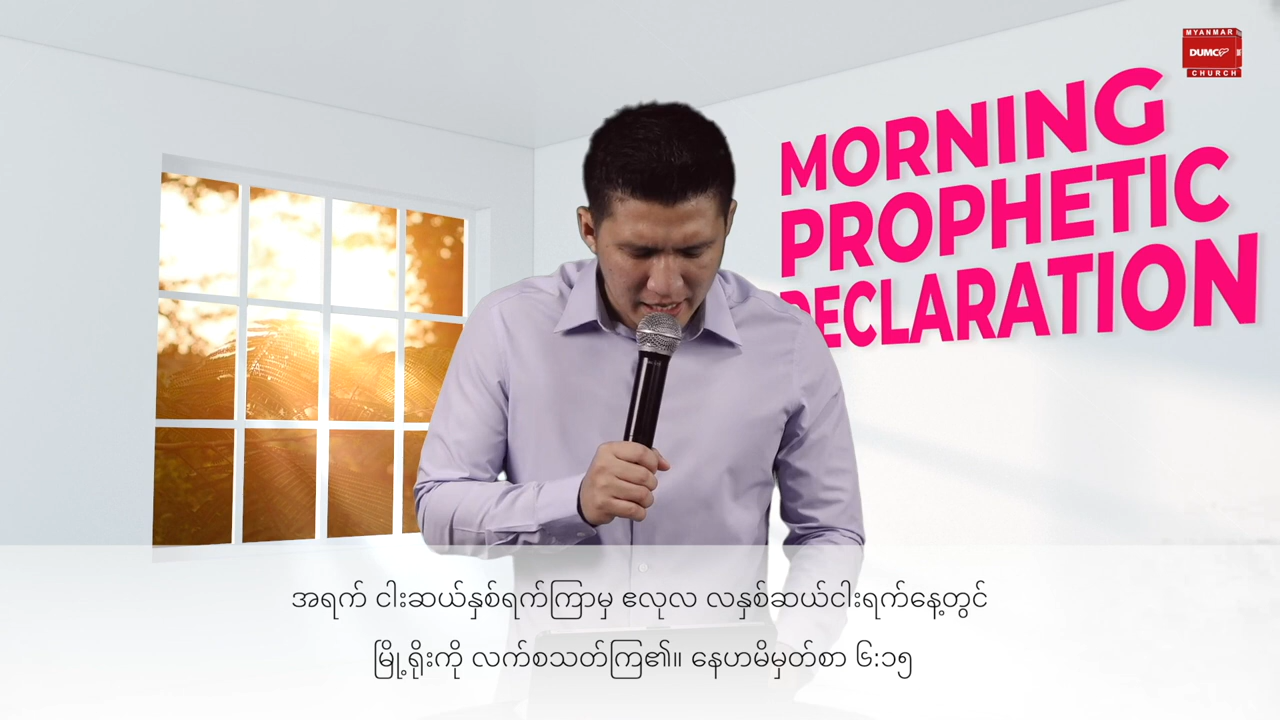 MYANMAR
DUMC
CHURCH
MORNING
PROPHETIC
DECLARATION
အရက် ငါးဆယ်နှစ်ရက်ကြာမှ ဧလုလ လနှစ်ဆယ်ငါးရက်နေ့တွင်
မြို့ရိုးကို လက်စသတ်ကြ၏။ နေဟမိမှတ်စာ ၆:၁၅